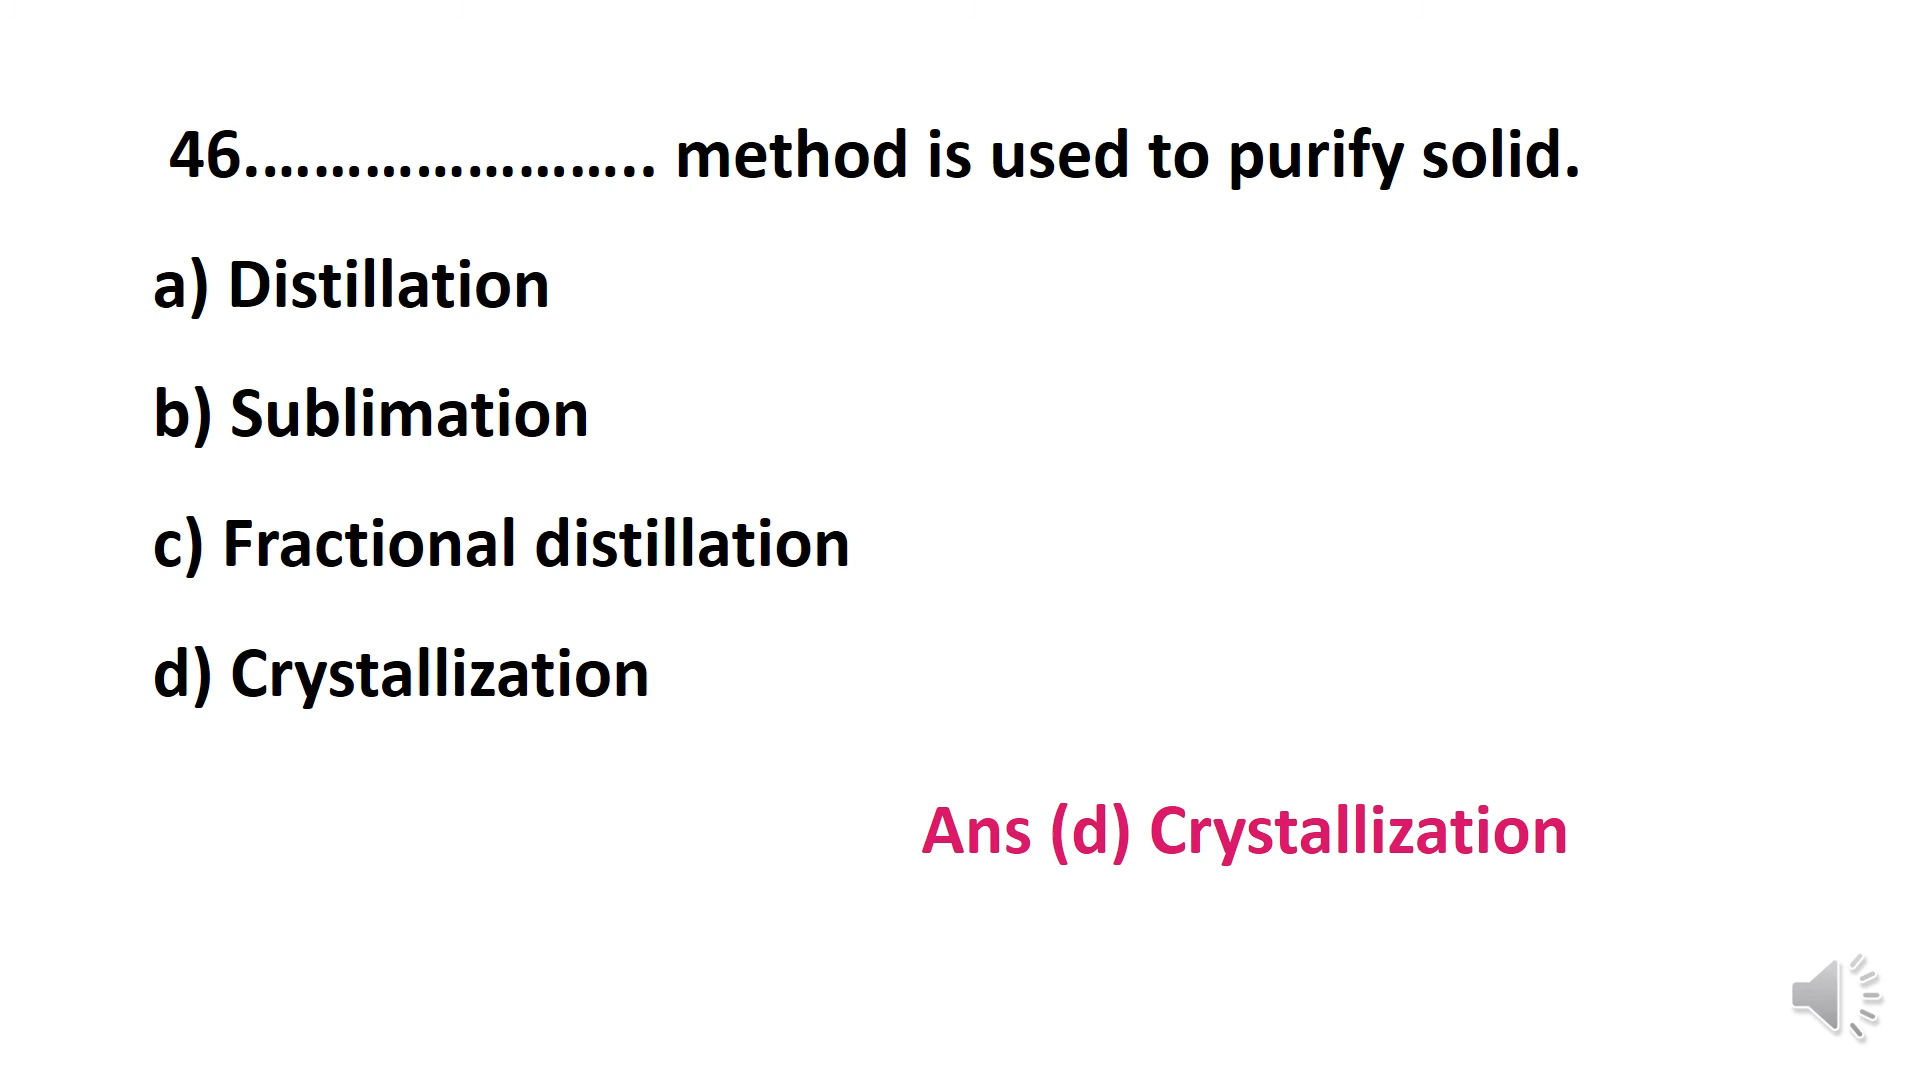 46...................... method is used to purify solid.
a) Distillation
b) Sublimation
c) Fractional distillation
d) Crystallization
Ans (d) Crystallization